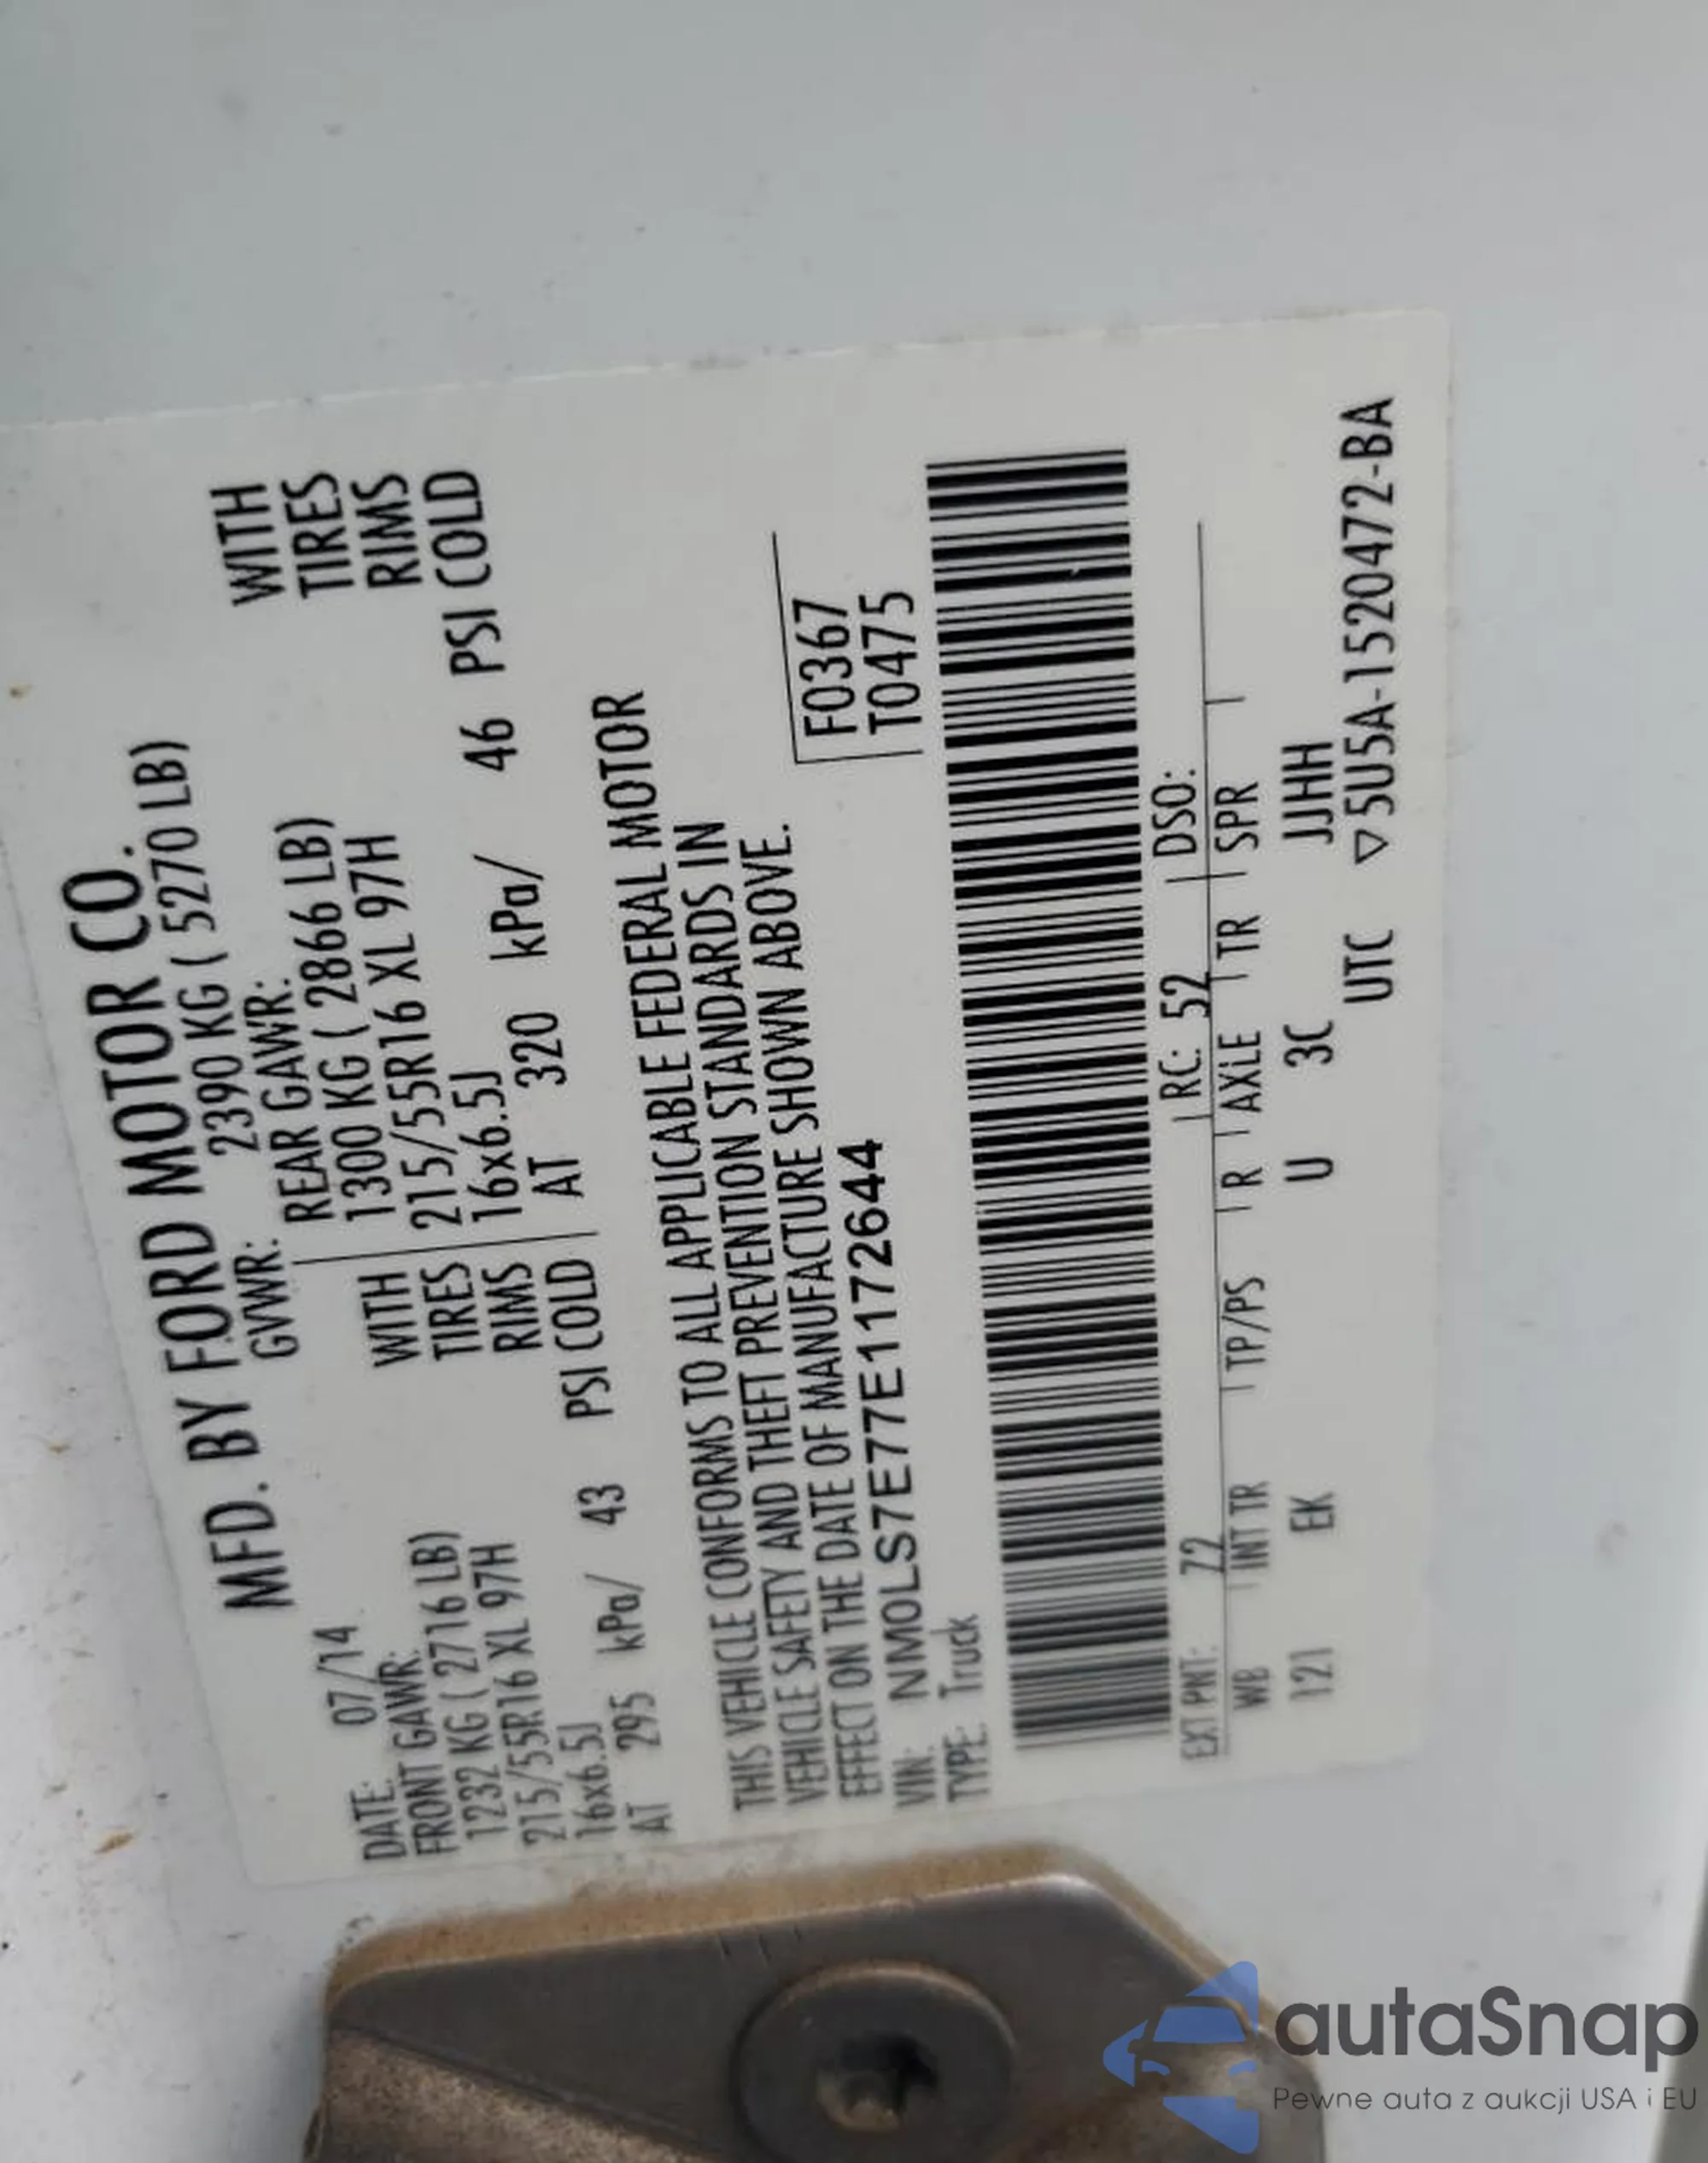 MFD. BY FORD MOTOR CO.
DATE: 07/14 GVWR: 2390 KG ( 5270 LB)
FRONT GAWR: REAR GAWR:
1232 KG ( 2716 LB) WITH 1300 KG ( 2866 LB) WITH
215/55R16 XL 97H TIRES 215/55R16 XL 97H TIRES
16x6.5J RIMS 16x6.5J RIMS
AT 295 kPa/ 43 PSI COLD AT 320 kPa/ 46 PSI COLD
THIS VEHICLE CONFORMS TO ALL APPLICABLE FEDERAL MOTOR
VEHICLE SAFETY AND THEFT PREVENTION STANDARDS IN
EFFECT ON THE DATE OF MANUFACTURE SHOWN ABOVE.
VIN: NM0LS7E77E1172644 F0367
TYPE: Truck T0475
EXT PNT: Z2 RC: 52 DSO:
WB INT TR TP/PS R AXLE TR SPR
121 EK U 3C JJHH
UTC ▽5U5A-1520472-BA
autaSnap
Pewne auta z aukcji USA i EU